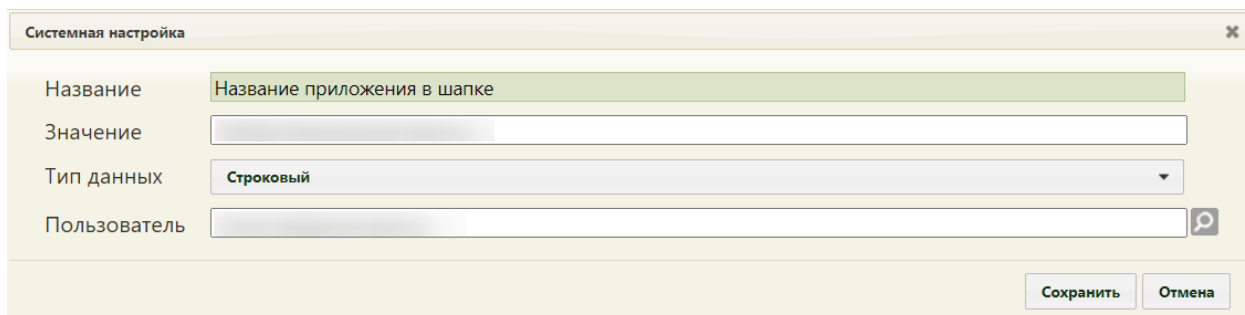 Системная настройка
Название Название приложения в шапке
Значение
Тип данных Строковый
Пользователь
Сохранить Отмена